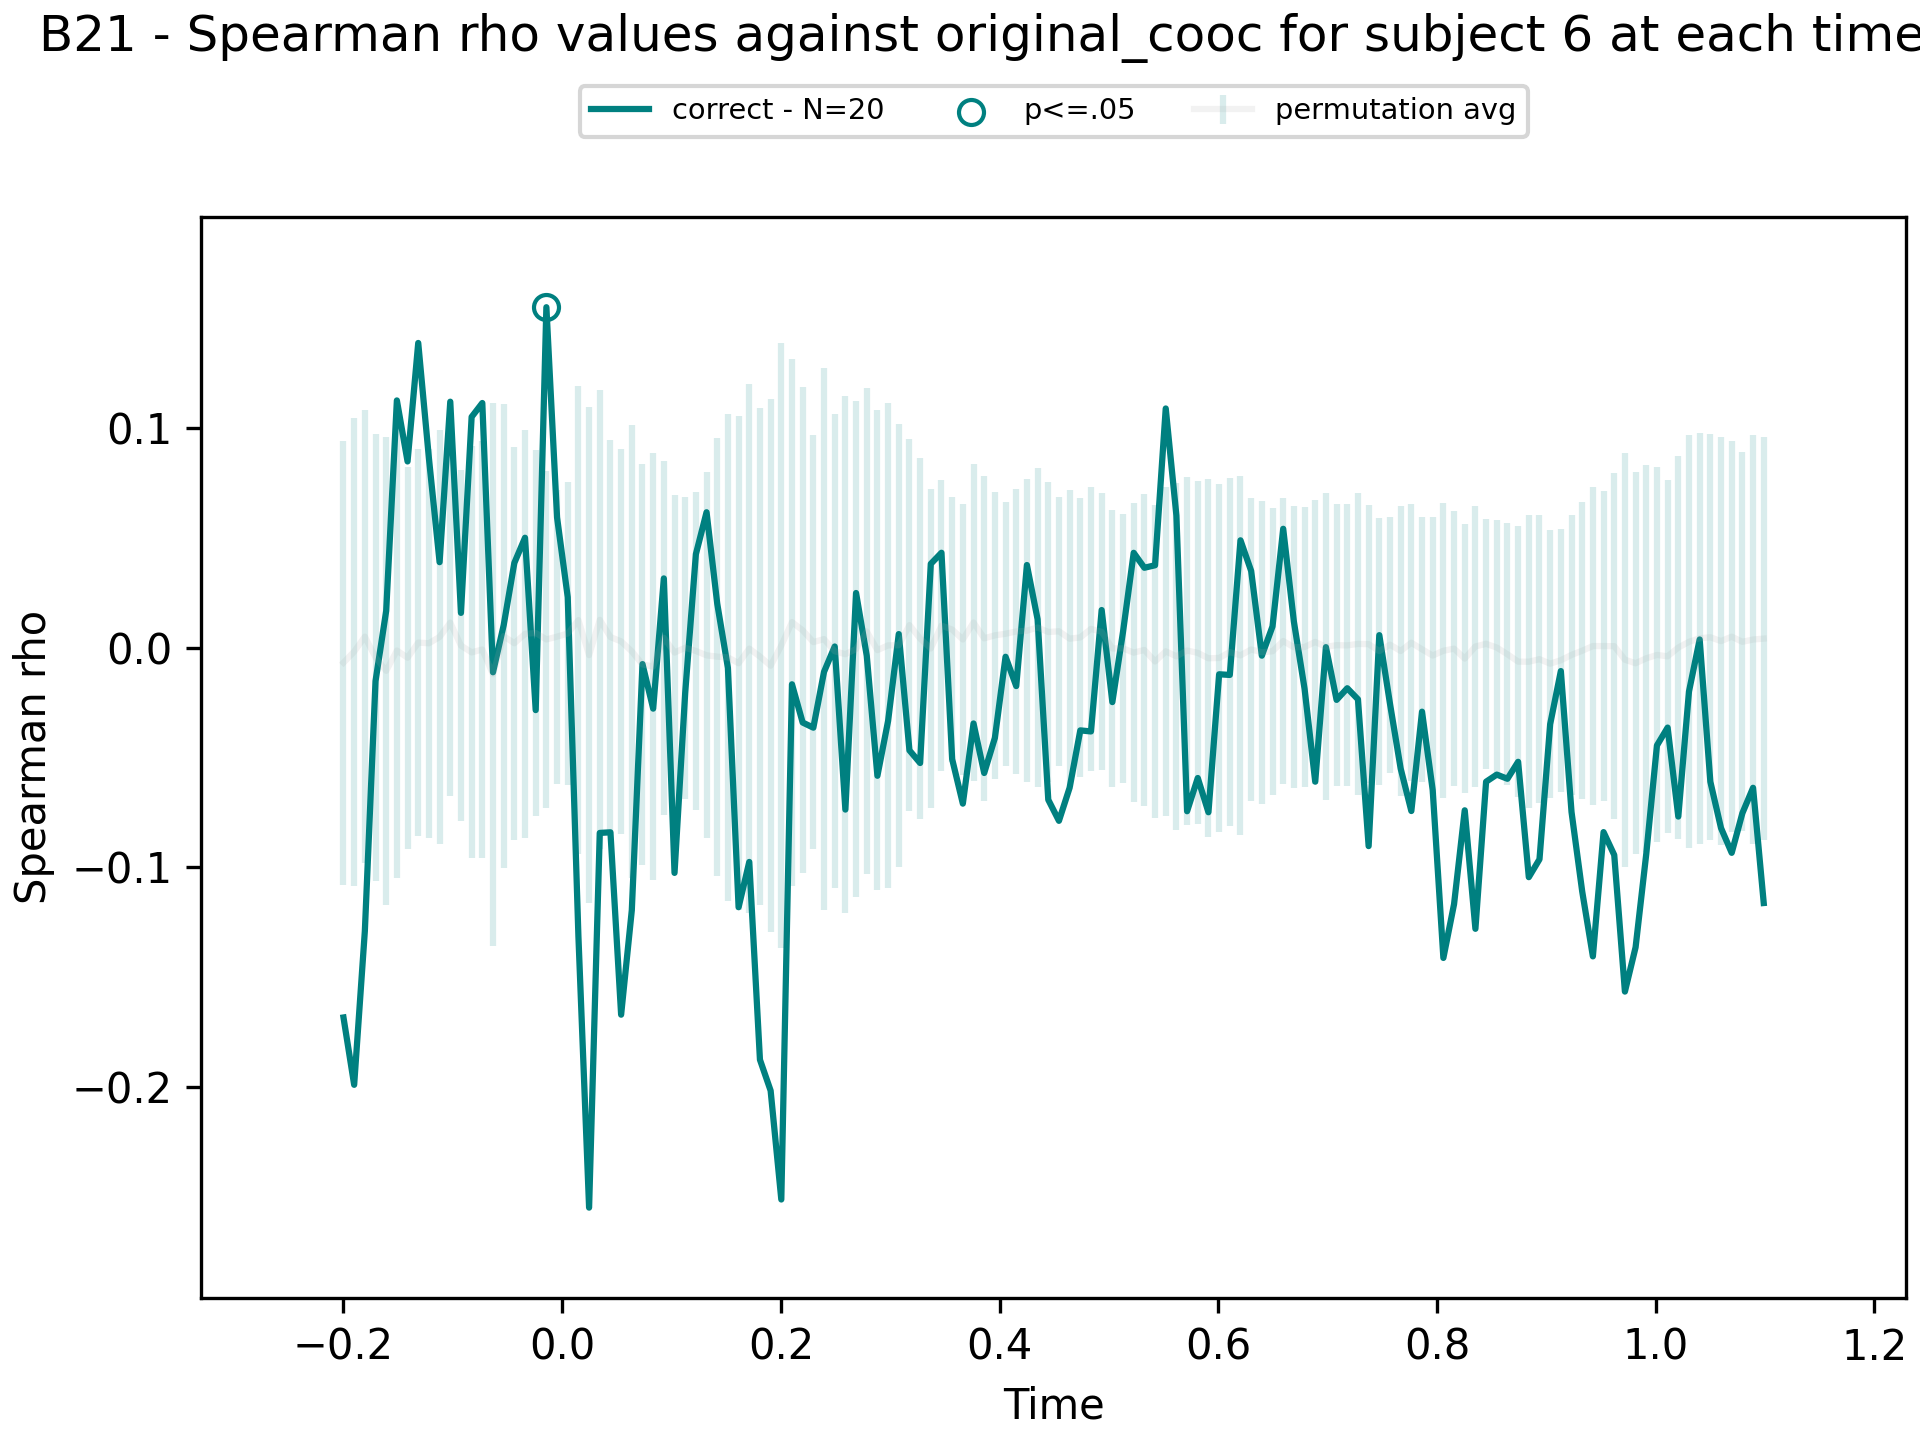 B21 - Spearman rho values against original_cooc for subject 6 at each time
correct - N=20
p<=.05
permutation avg
Spearman rho
0.1
0.0
−0.1
−0.2
−0.2
0.0
0.2
0.4
0.6
0.8
1.0
1.2
Time